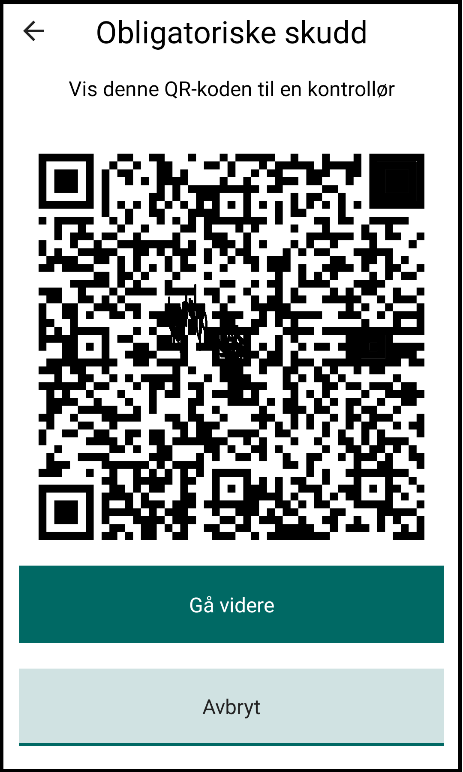 Obligatoriske skudd
Vis denne QR-koden til en kontrollør
Gå videre
Avbryt